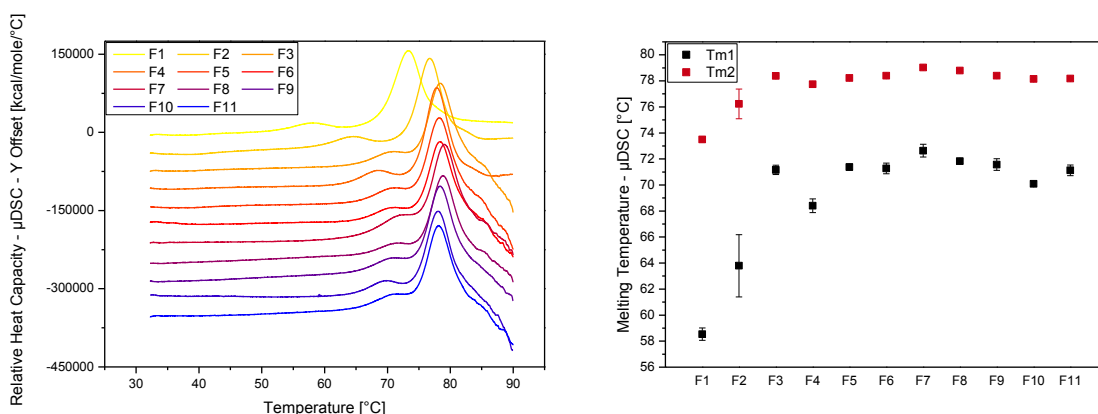 Relative Heat Capacity - µDSC - Y Offset [kcal/mole/°C]
150000
0
-150000
-300000
-450000
F1 F2 F3
F4 F5 F6
F7 F8 F9
F10 F11
30 40 50 60 70 80 90
Temperature [°C]
Melting Temperature - µDSC [°C]
82
80
78
76
74
72
70
68
66
64
62
60
58
56
Tm1
Tm2
F1 F2 F3 F4 F5 F6 F7 F8 F9 F10 F11